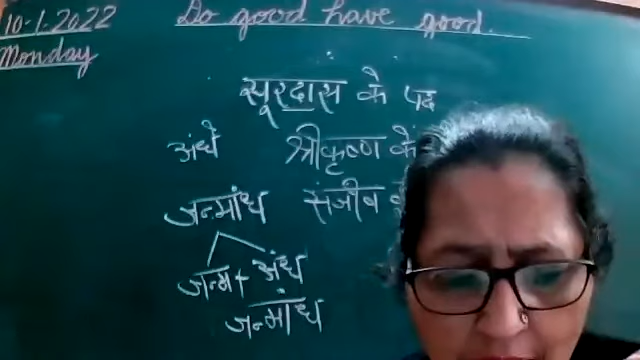 10-1-2022
Monday
Do good have good.
सूरदास के पद
अंधे श्रीकृष्ण के
जन्मांध संजीव
जन्म + अंध
जन्मांध